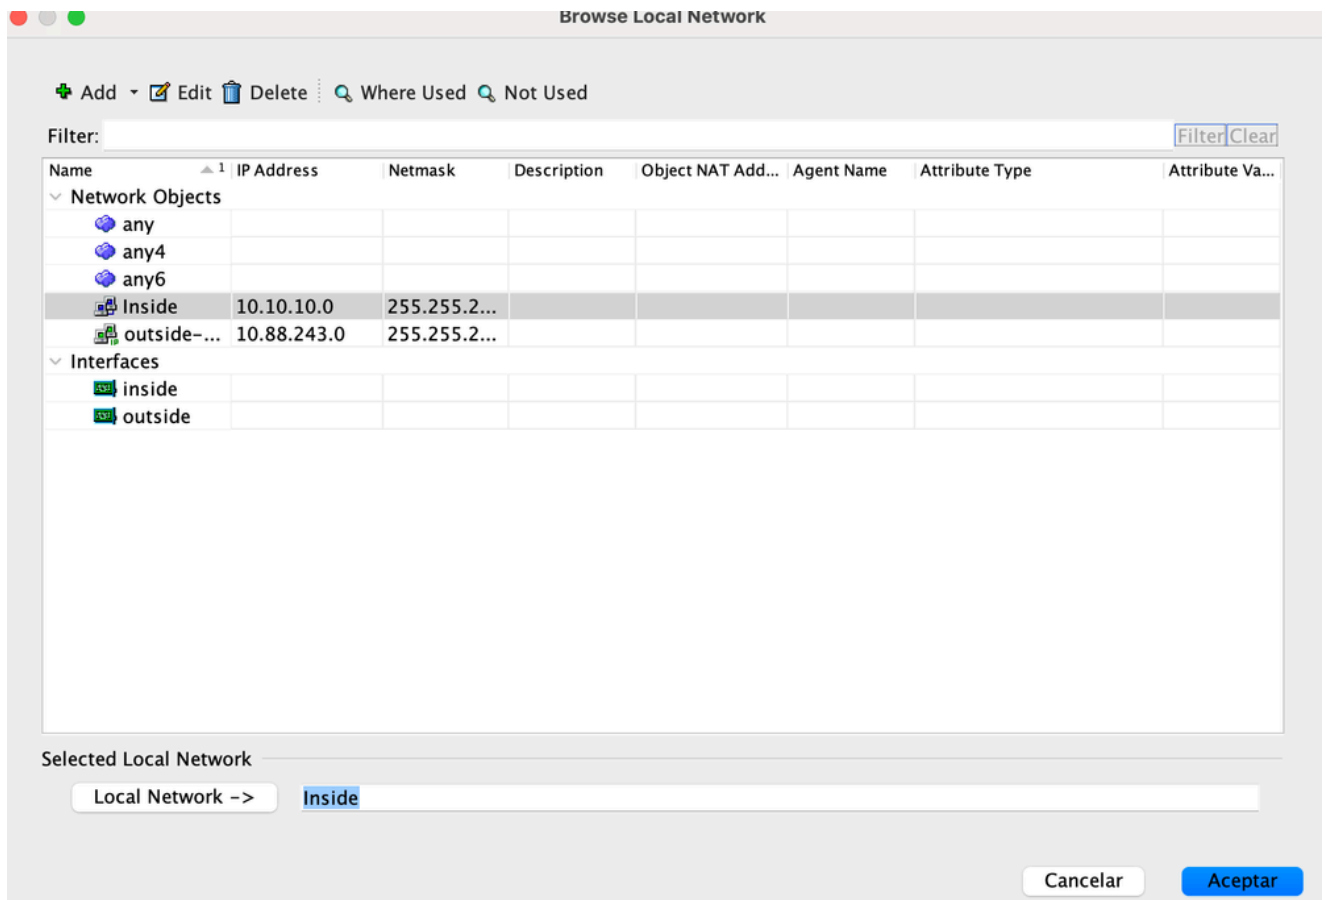 Browse Local Network
Add Edit Delete Where Used Not Used
Filter: Filter Clear
Name 1 IP Address Netmask Description Object NAT Add... Agent Name Attribute Type Attribute Va...
Network Objects
any
any4
any6
Inside 10.10.10.0 255.255.2...
outside-... 10.88.243.0 255.255.2...
Interfaces
inside
outside
Selected Local Network
Local Network -> Inside
Cancelar Aceptar